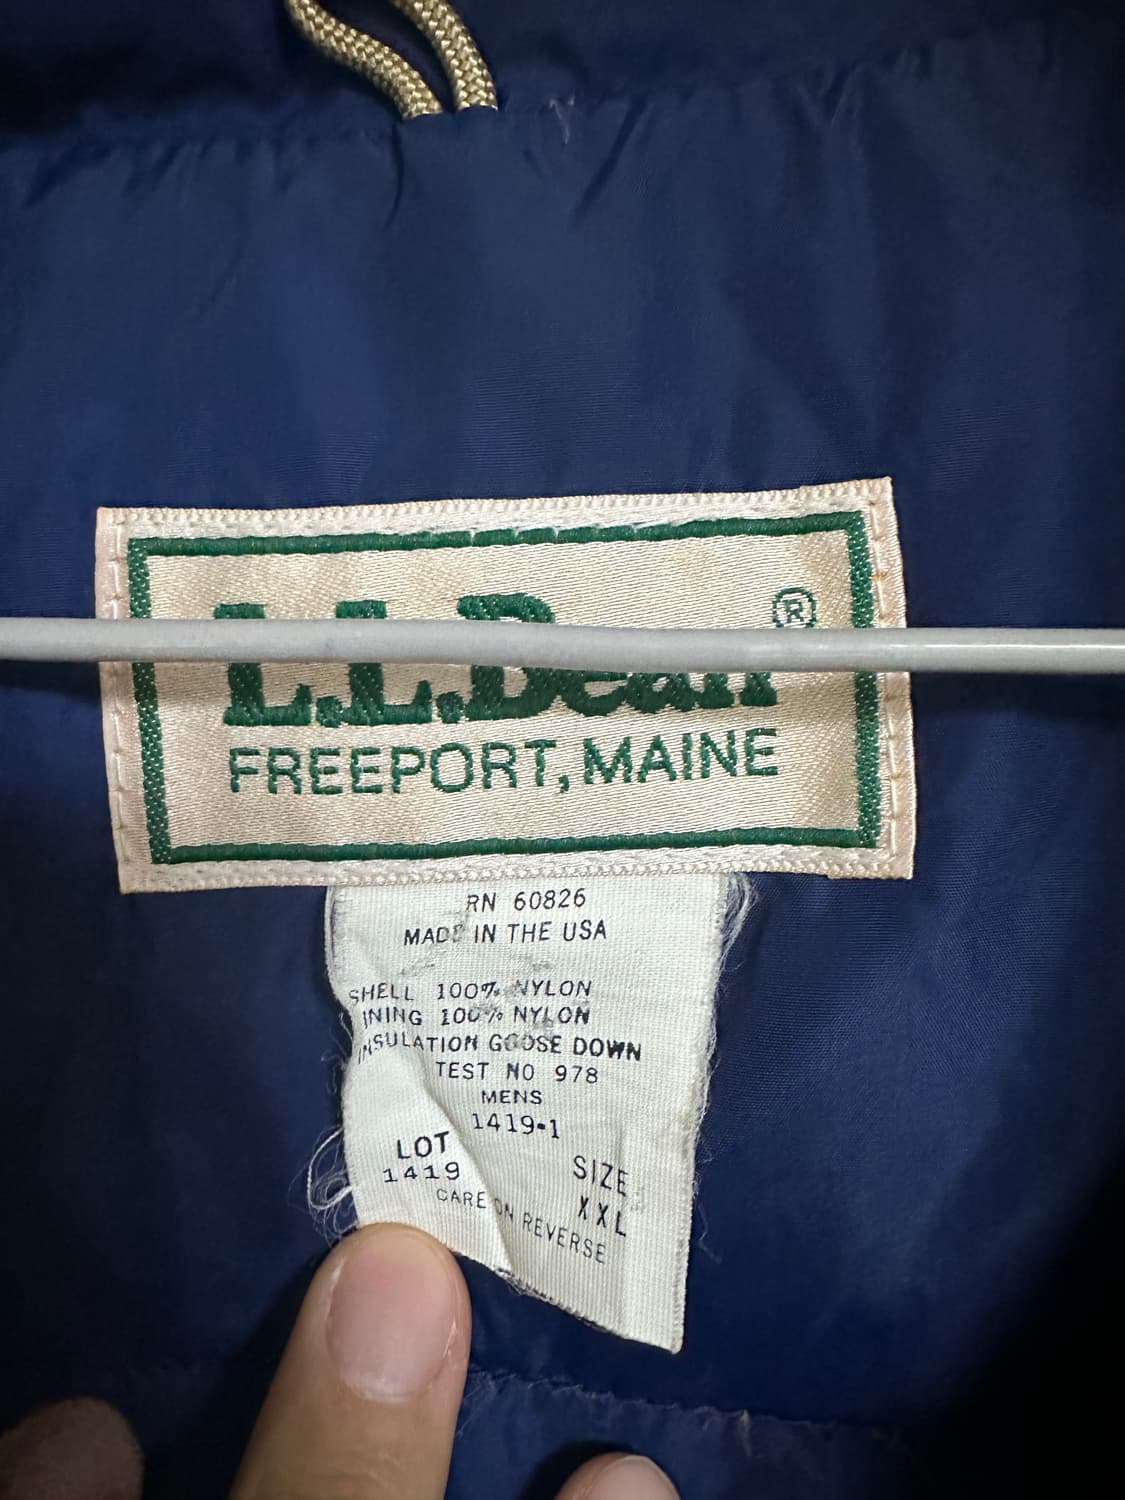 L.L.Bean®
FREEPORT, MAINE
RN 60826
MADE IN THE USA
SHELL 100% NYLON
INING 100% NYLON
INSULATION GOOSE DOWN
TEST NO 978
MENS
1419-1
LOT
1419
SIZE
XXL
CARE ON REVERSE